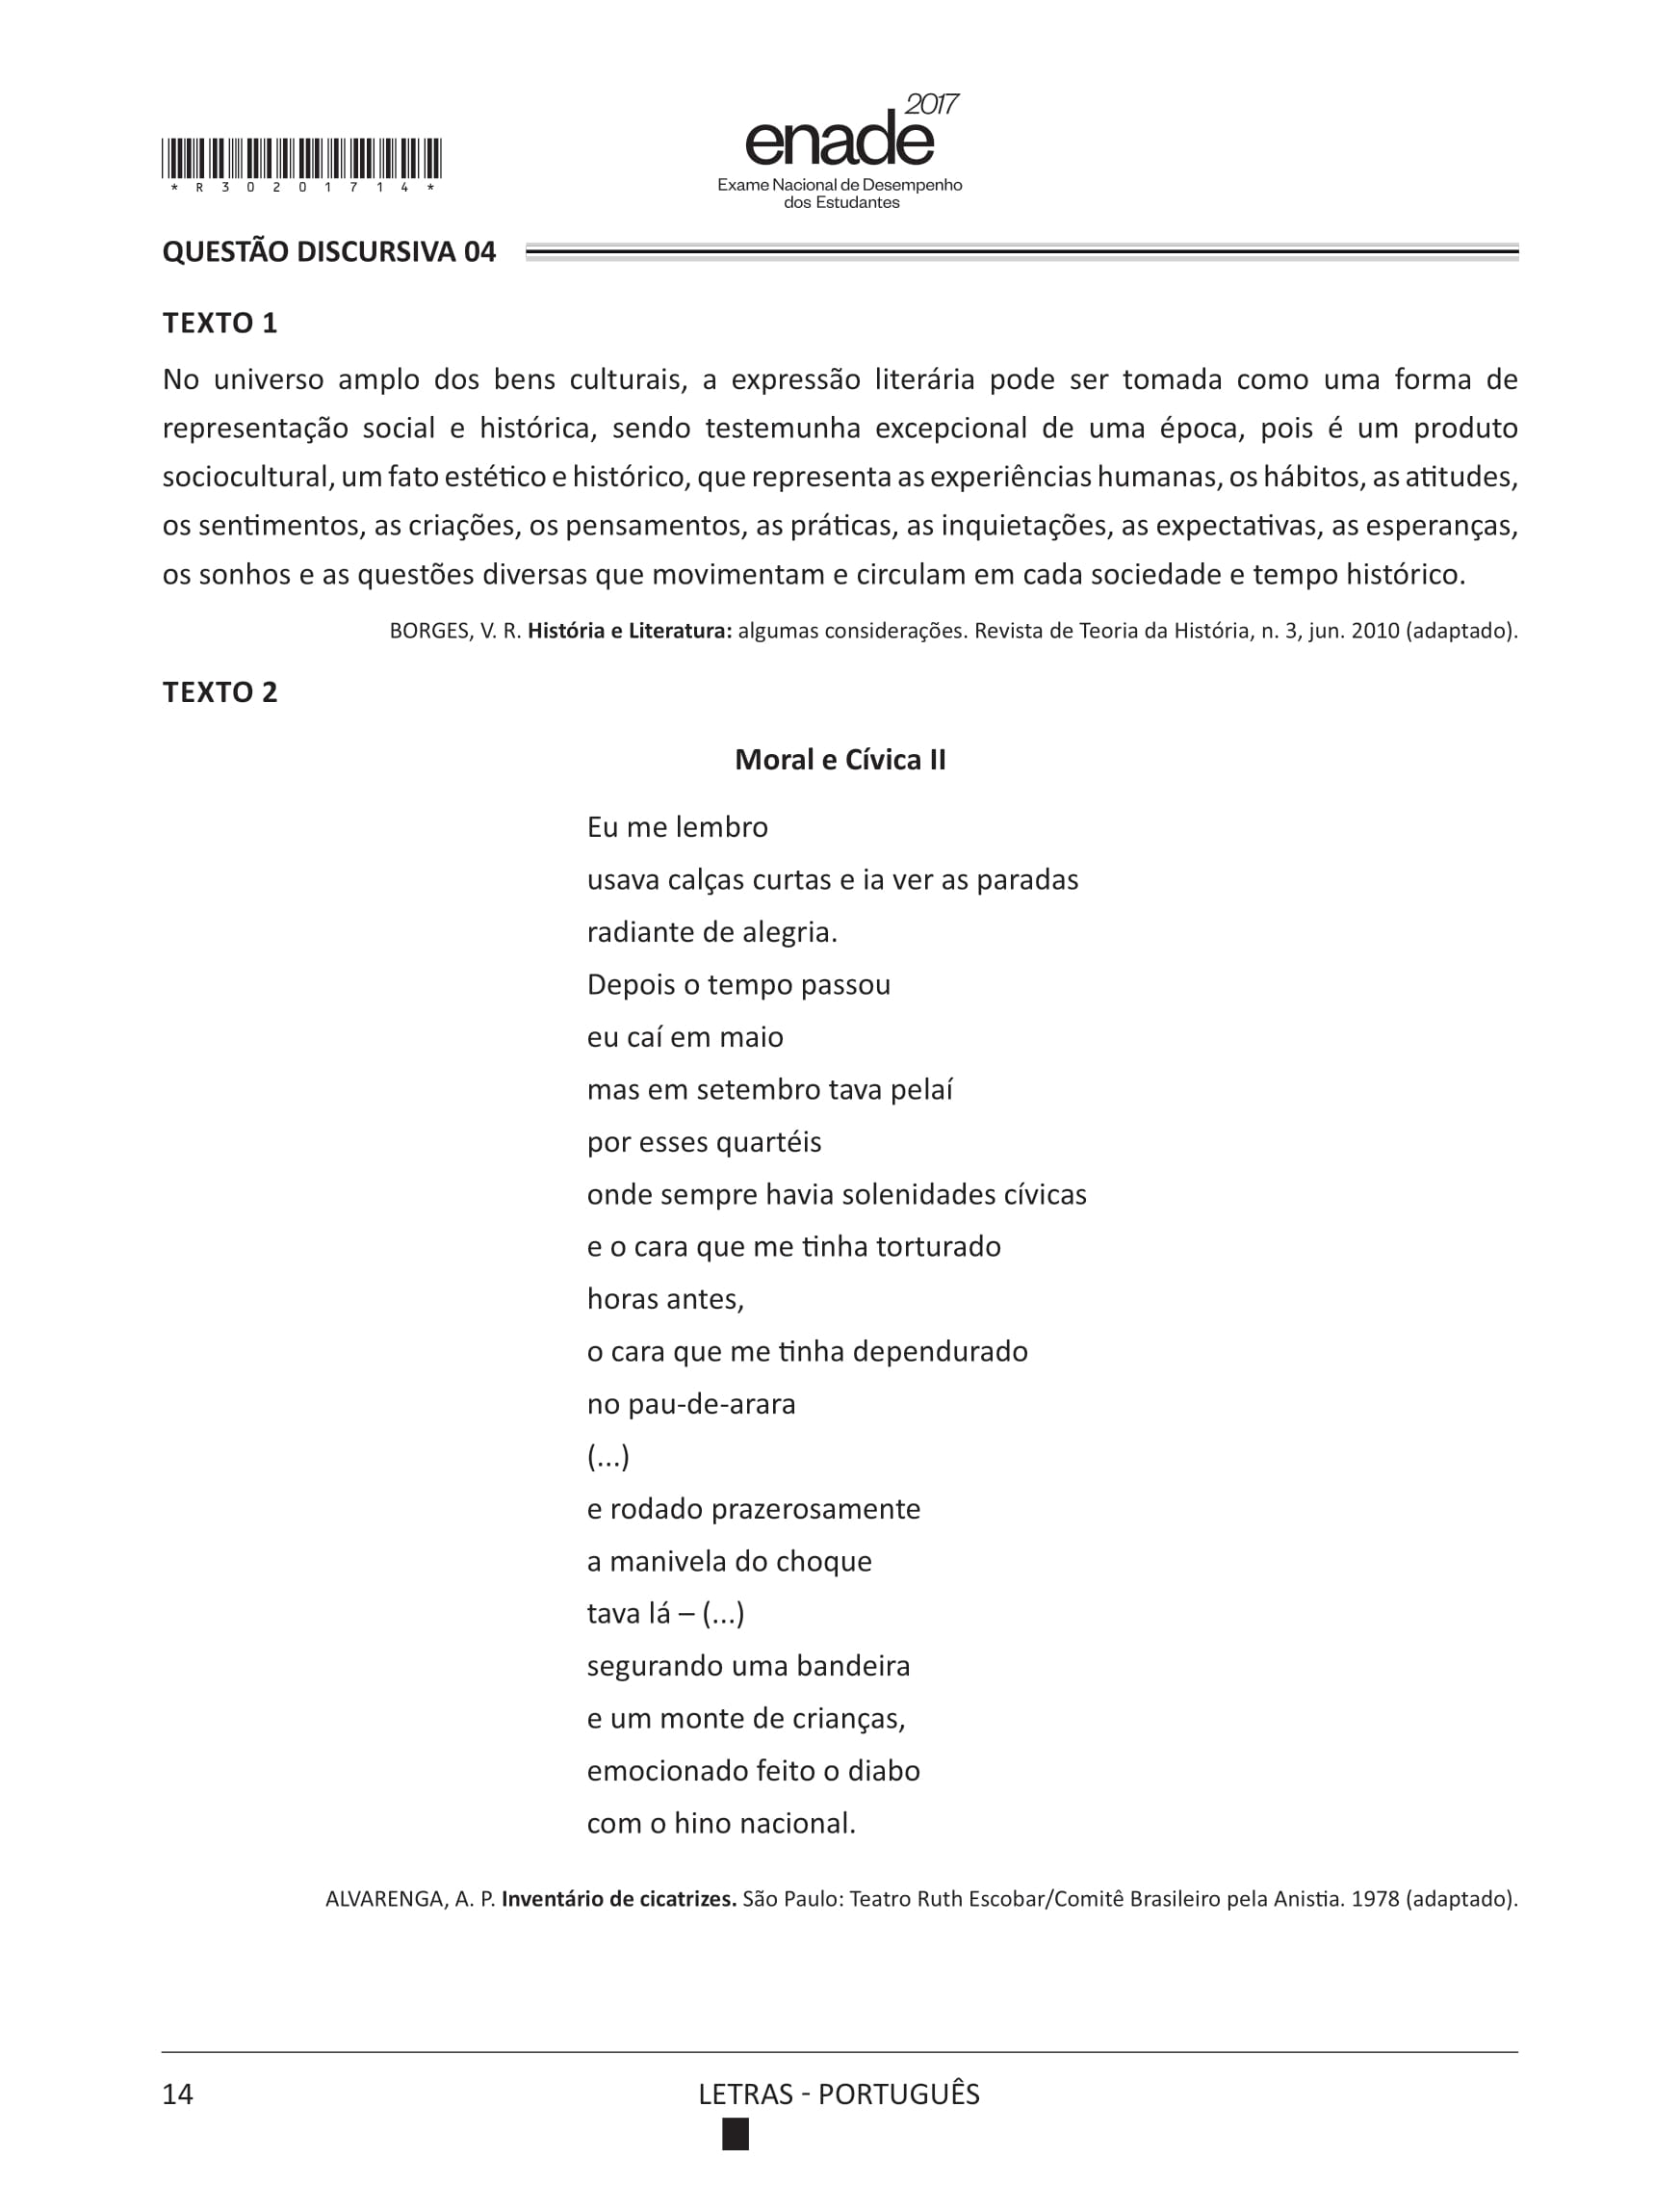 2017
enade
Exame Nacional de Desempenho
dos Estudantes
* R 3 0 2 0 1 7 1 4 *
QUESTÃO DISCURSIVA 04
TEXTO 1
No universo amplo dos bens culturais, a expressão literária pode ser tomada como uma forma de
representação social e histórica, sendo testemunha excepcional de uma época, pois é um produto
sociocultural, um fato estético e histórico, que representa as experiências humanas, os hábitos, as atitudes,
os sentimentos, as criações, os pensamentos, as práticas, as inquietações, as expectativas, as esperanças,
os sonhos e as questões diversas que movimentam e circulam em cada sociedade e tempo histórico.
BORGES, V. R. História e Literatura: algumas considerações. Revista de Teoria da História, n. 3, jun. 2010 (adaptado).
TEXTO 2
Moral e Cívica II
Eu me lembro
usava calças curtas e ia ver as paradas
radiante de alegria.
Depois o tempo passou
eu caí em maio
mas em setembro tava pelaí
por esses quartéis
onde sempre havia solenidades cívicas
e o cara que me tinha torturado
horas antes,
o cara que me tinha dependurado
no pau-de-arara
(...)
e rodado prazerosamente
a manivela do choque
tava lá – (...)
segurando uma bandeira
e um monte de crianças,
emocionado feito o diabo
com o hino nacional.
ALVARENGA, A. P. Inventário de cicatrizes. São Paulo: Teatro Ruth Escobar/Comitê Brasileiro pela Anistia. 1978 (adaptado).
14
LETRAS - PORTUGUÊS